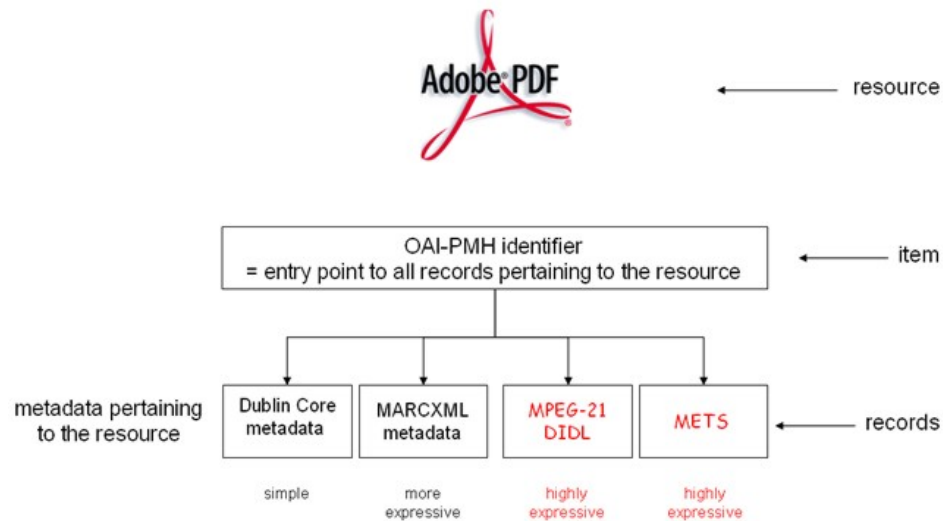 Adobe® PDF
resource
OAI-PMH identifier
= entry point to all records pertaining to the resource
item
metadata pertaining
to the resource
Dublin Core
metadata
MARCXML
metadata
MPEG-21
DIDL
METS
records
simple
more
expressive
highly
expressive
highly
expressive